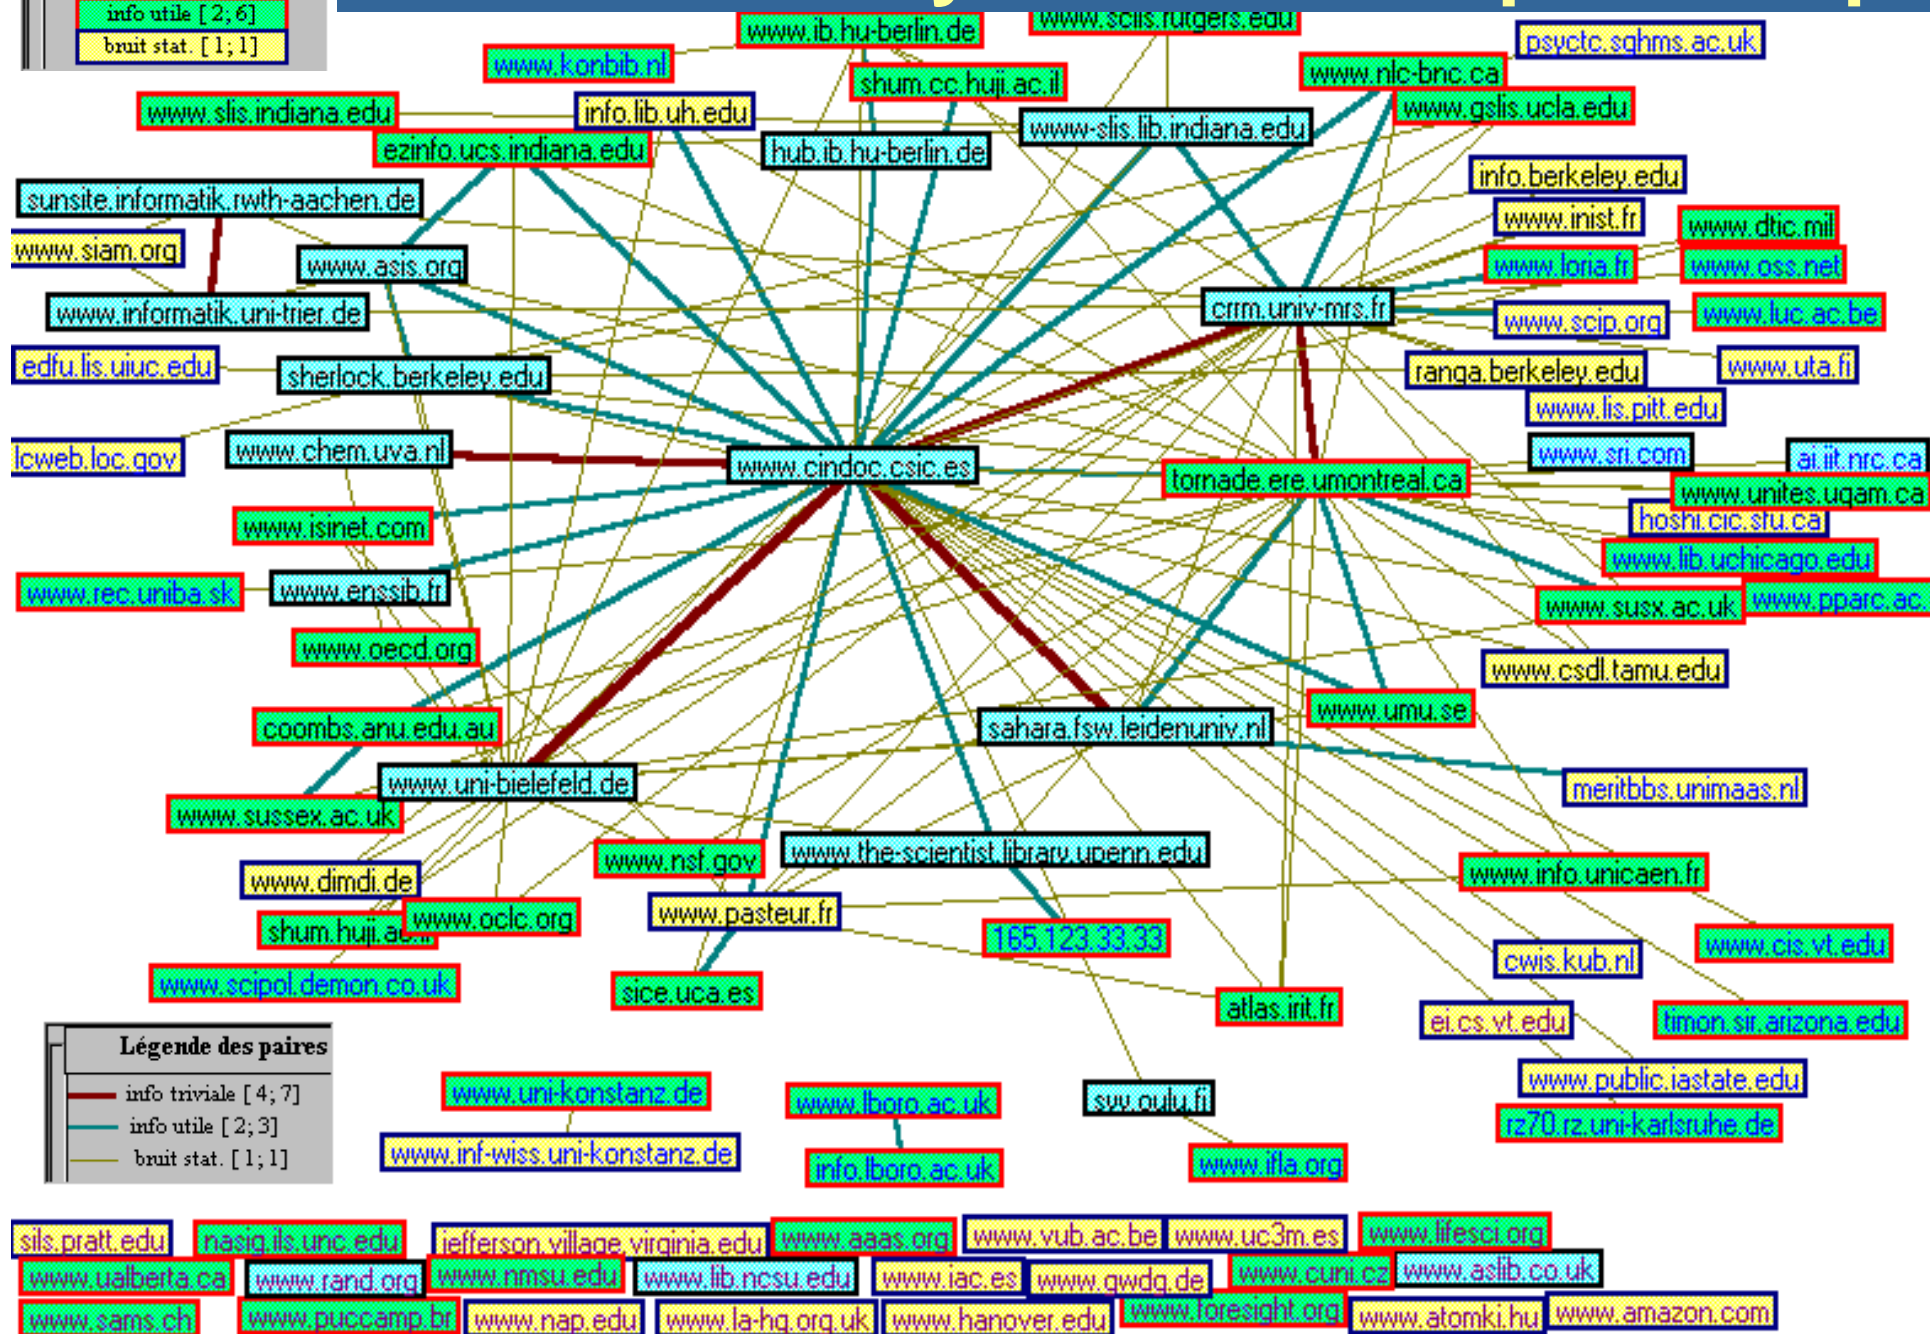 info utile [ 2; 6]
bruit stat. [ 1; 1]
www.ib.hu-berlin.de
www.scils.rutgers.edu
psyctc.sghms.ac.uk
www.konbib.nl
shum.cc.huji.ac.il
www.nlc-bnc.ca
www.slis.indiana.edu
info.lib.uh.edu
www.gslis.ucla.edu
www-slis.lib.indiana.edu
ezinfo.ucs.indiana.edu
hub.ib.hu-berlin.de
info.berkeley.edu
sunsite.informatik.rwth-aachen.de
www.inist.fr
www.dtic.mil
www.siam.org
www.asis.org
www.loria.fr
www.oss.net
www.informatik.uni-trier.de
crrm.univ-mrs.fr
www.scip.org
www.luc.ac.be
edfu.lis.uiuc.edu
sherlock.berkeley.edu
ranga.berkeley.edu
www.uta.fi
www.lis.pitt.edu
lcweb.loc.gov
www.chem.uva.nl
www.cindoc.csic.es
www.sri.com
ai.iit.nrc.ca
tornade.ere.umontreal.ca
www.unites.uqam.ca
www.isinet.com
hoshi.cic.sfu.ca
www.lib.uchicago.edu
www.rec.uniba.sk
www.enssib.fr
www.susx.ac.uk
www.pparc.ac.
www.oecd.org
www.csdl.tamu.edu
coombs.anu.edu.au
sahara.fsw.leidenuniv.nl
www.umu.se
www.uni-bielefeld.de
meritbbs.unimaas.nl
www.sussex.ac.uk
www.nsf.gov
www.the-scientist.library.upenn.edu
www.info.unicaen.fr
www.dimdi.de
www.oclc.org
www.pasteur.fr
shum.huji.ac.il
165.123.33.33
www.cis.vt.edu
cwis.kub.nl
www.scipol.demon.co.uk
sice.uca.es
atlas.irit.fr
ei.cs.vt.edu
timon.sir.arizona.edu
Légende des paires
info triviale [ 4; 7]
info utile [ 2; 3]
bruit stat. [ 1; 1]
www.uni-konstanz.de
www.lboro.ac.uk
syy.oulu.fi
www.public.iastate.edu
rz70.rz.uni-karlsruhe.de
www.inf-wiss.uni-konstanz.de
info.lboro.ac.uk
www.ifla.org
sils.pratt.edu
nasig.ils.unc.edu
jefferson.village.virginia.edu
www.aaas.org
www.vub.ac.be
www.uc3m.es
www.lifesci.org
www.ualberta.ca
www.rand.org
www.nmsu.edu
www.lib.ncsu.edu
www.iac.es
www.gwdg.de
www.cuni.cz
www.aslib.co.uk
www.sams.ch
www.puccamp.br
www.nap.edu
www.la-hq.org.uk
www.hanover.edu
www.foresight.org
www.atomki.hu
www.amazon.com